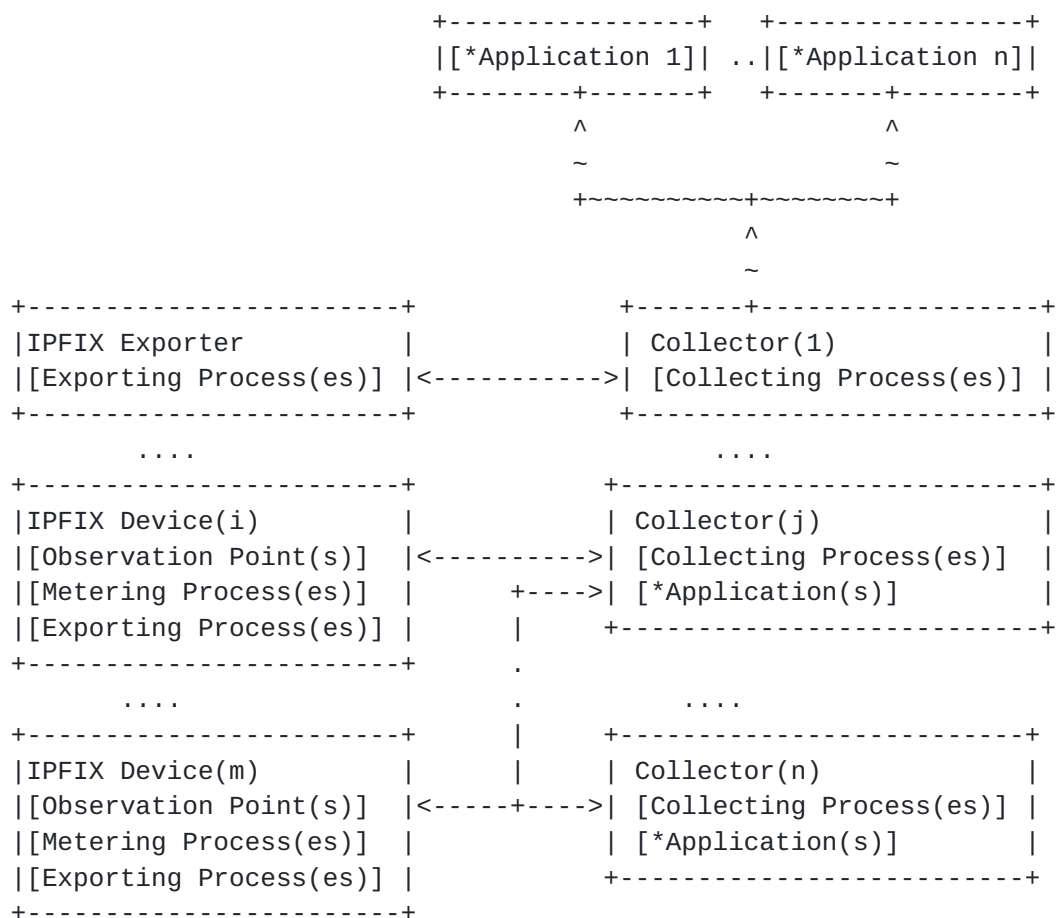 +----------------+   +----------------+
|[*Application 1]| ..|[*Application n]|
+--------+-------+   +-------+--------+
^                   ^
~                   ~
+~~~~~~~~~~+~~~~~~~~+
^
~
+------------------------+             +-------+------------------+
|IPFIX Exporter          |             | Collector(1)             |
|[Exporting Process(es)] |<----------->| [Collecting Process(es)] |
+------------------------+             +--------------------------+
....                                 ....
+------------------------+            +---------------------------+
|IPFIX Device(i)         |            | Collector(j)              |
|[Observation Point(s)]  |<---------->| [Collecting Process(es)]  |
|[Metering Process(es)]  |      +---->| [*Application(s)]         |
|[Exporting Process(es)] |      |     +---------------------------+
+------------------------+      .
....                     .          ....
+------------------------+      |     +--------------------------+
|IPFIX Device(m)         |      |     | Collector(n)             |
|[Observation Point(s)]  |<-----+---->| [Collecting Process(es)] |
|[Metering Process(es)]  |            | [*Application(s)]        |
|[Exporting Process(es)] |            +--------------------------+
+------------------------+